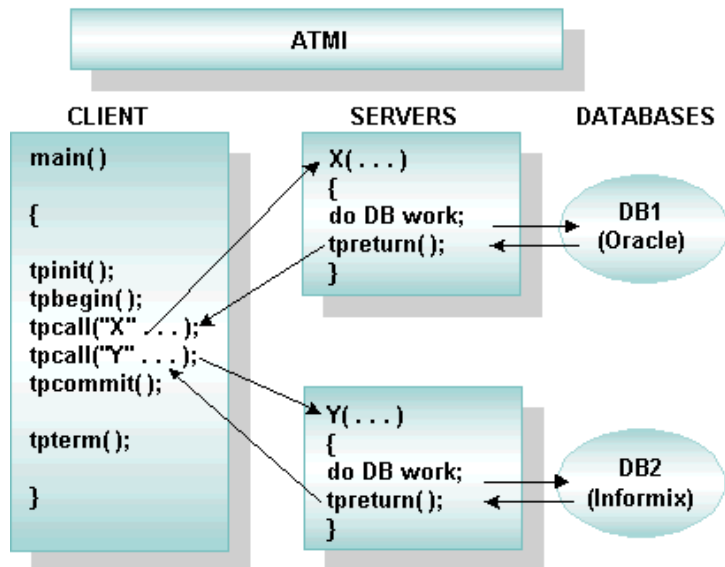 ATMI
CLIENT
main()
{
tpinit();
tpbegin();
tpcall("X" . . .);
tpcall("Y" . . .);
tpcommit();
tpterm();
}
SERVERS
X(. . .)
{
do DB work;
tpreturn();
}
Y(. . .)
{
do DB work;
tpreturn();
}
DATABASES
DB1
(Oracle)
DB2
(Informix)